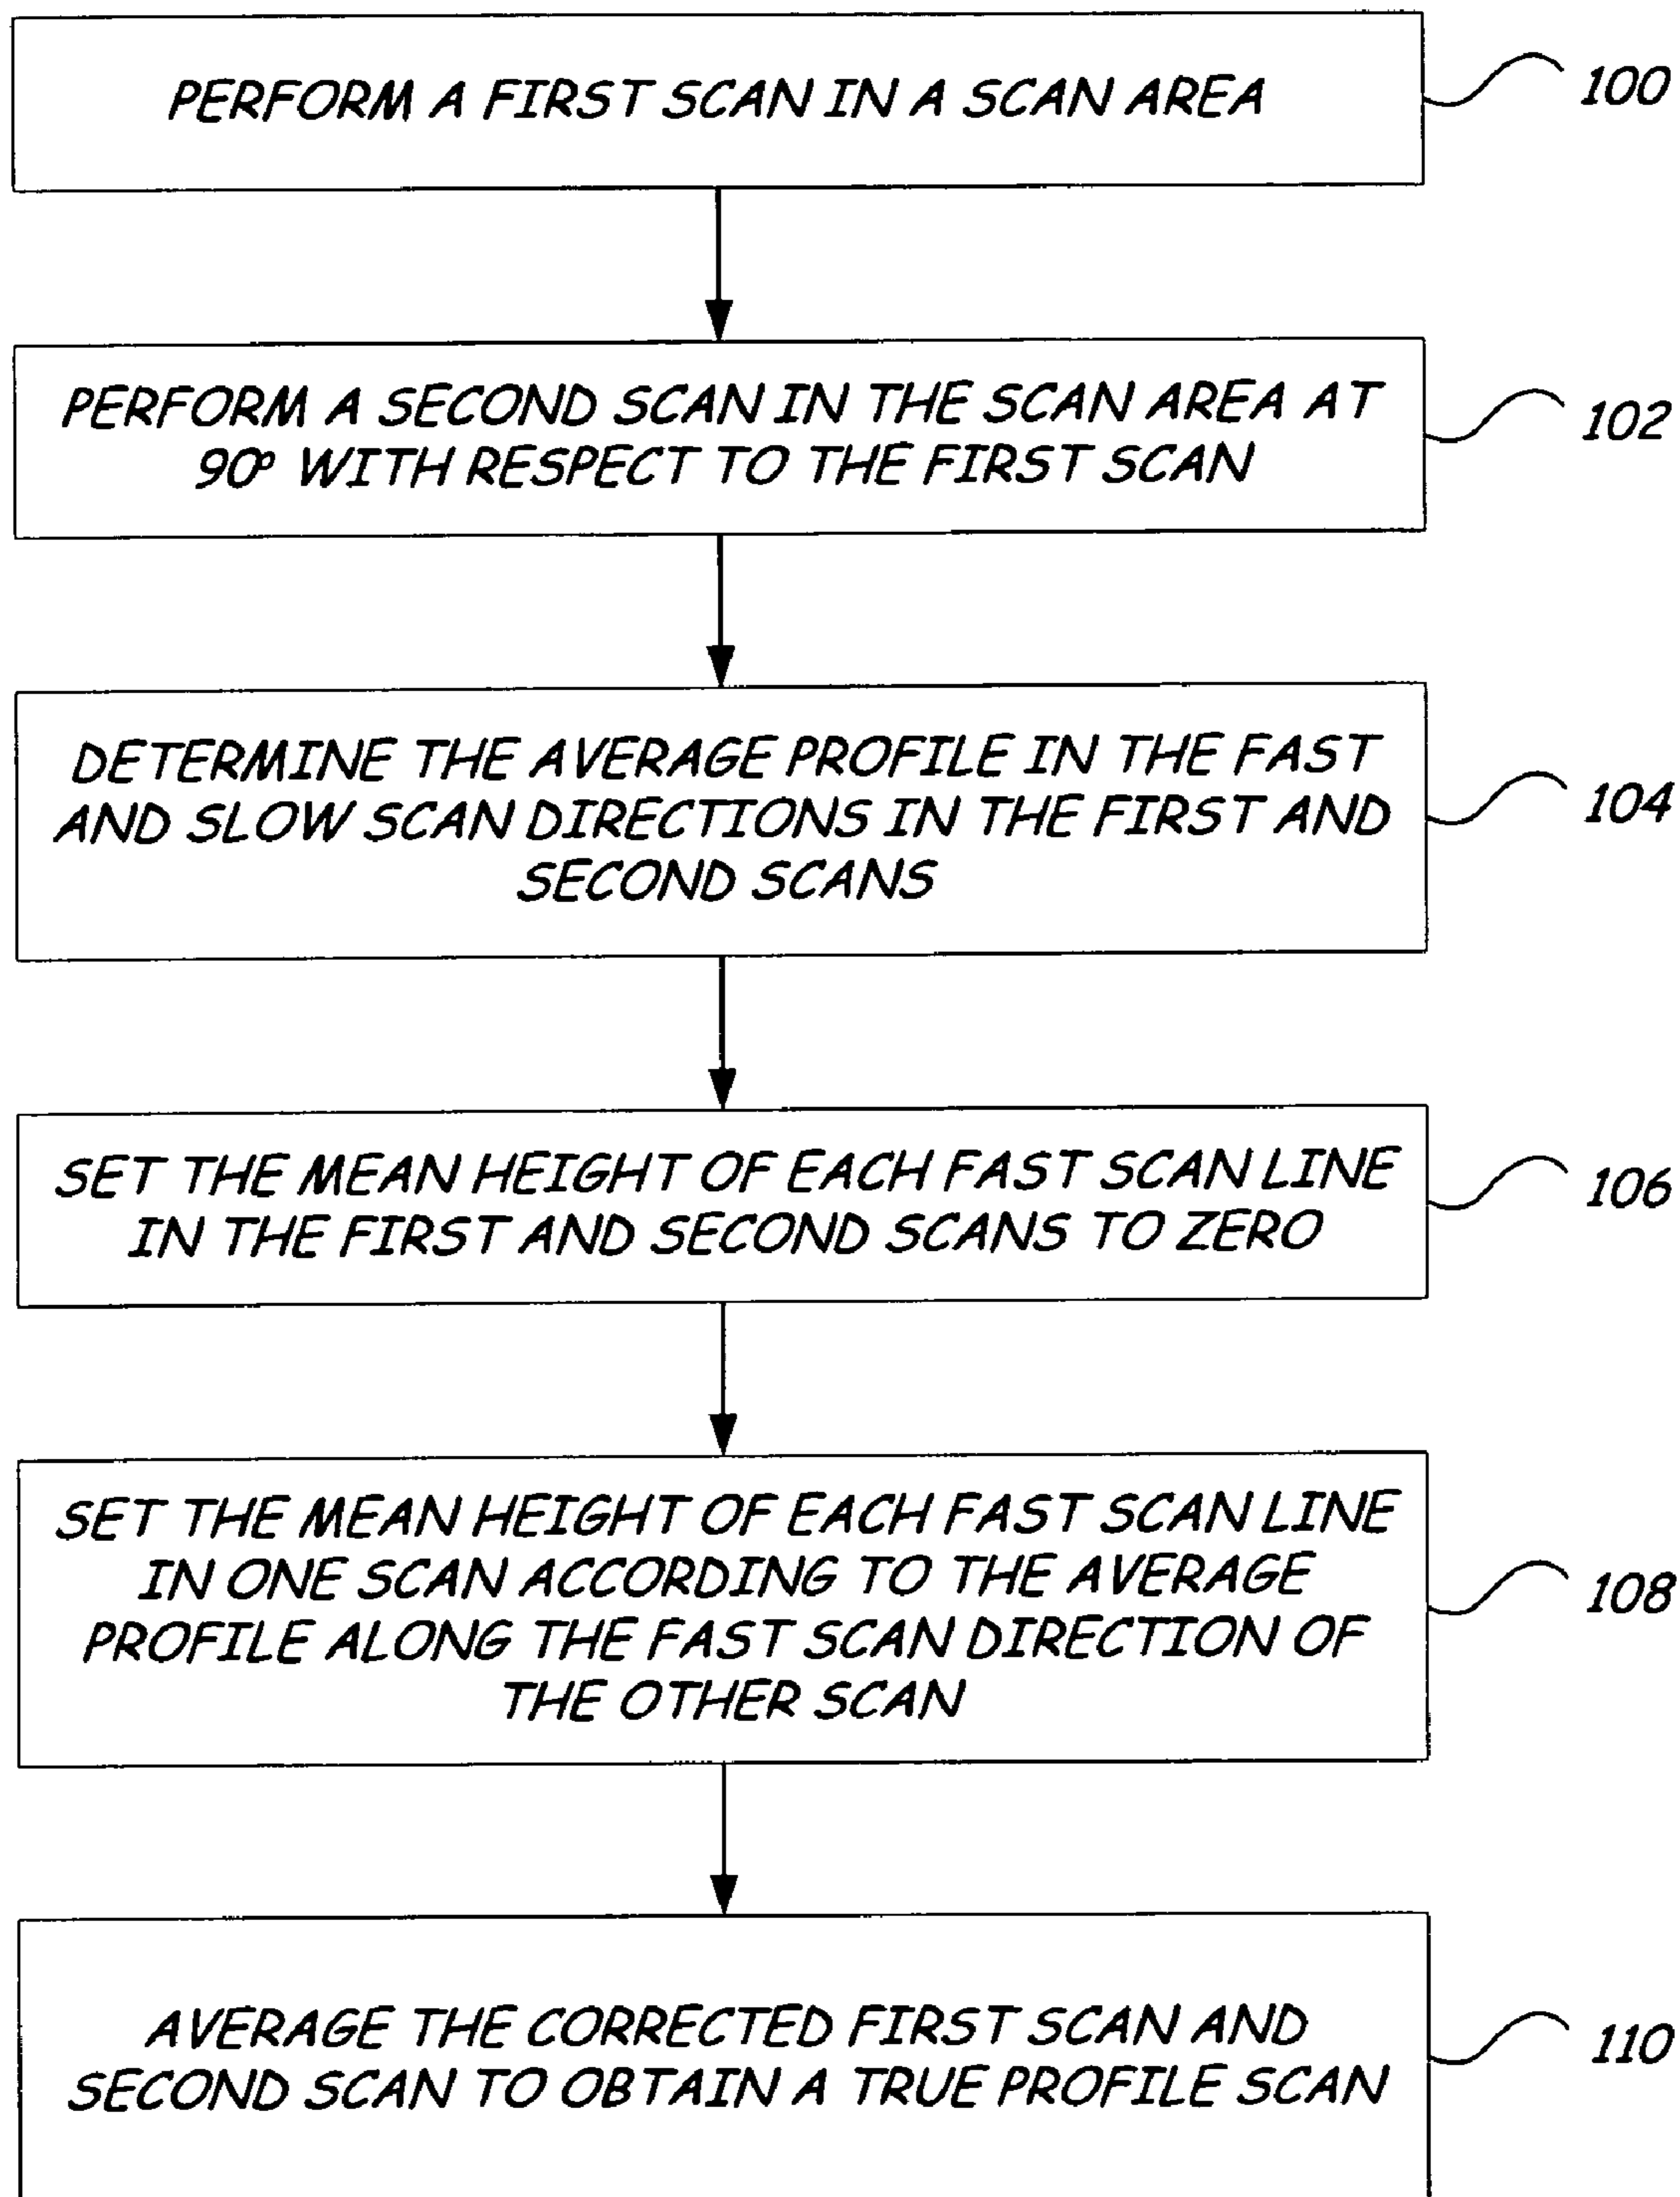 PERFORM A FIRST SCAN IN A SCAN AREA
100
PERFORM A SECOND SCAN IN THE SCAN AREA AT
90° WITH RESPECT TO THE FIRST SCAN
102
DETERMINE THE AVERAGE PROFILE IN THE FAST
AND SLOW SCAN DIRECTIONS IN THE FIRST AND
SECOND SCANS
104
SET THE MEAN HEIGHT OF EACH FAST SCAN LINE
IN THE FIRST AND SECOND SCANS TO ZERO
106
SET THE MEAN HEIGHT OF EACH FAST SCAN LINE
IN ONE SCAN ACCORDING TO THE AVERAGE
PROFILE ALONG THE FAST SCAN DIRECTION OF
THE OTHER SCAN
108
AVERAGE THE CORRECTED FIRST SCAN AND
SECOND SCAN TO OBTAIN A TRUE PROFILE SCAN
110